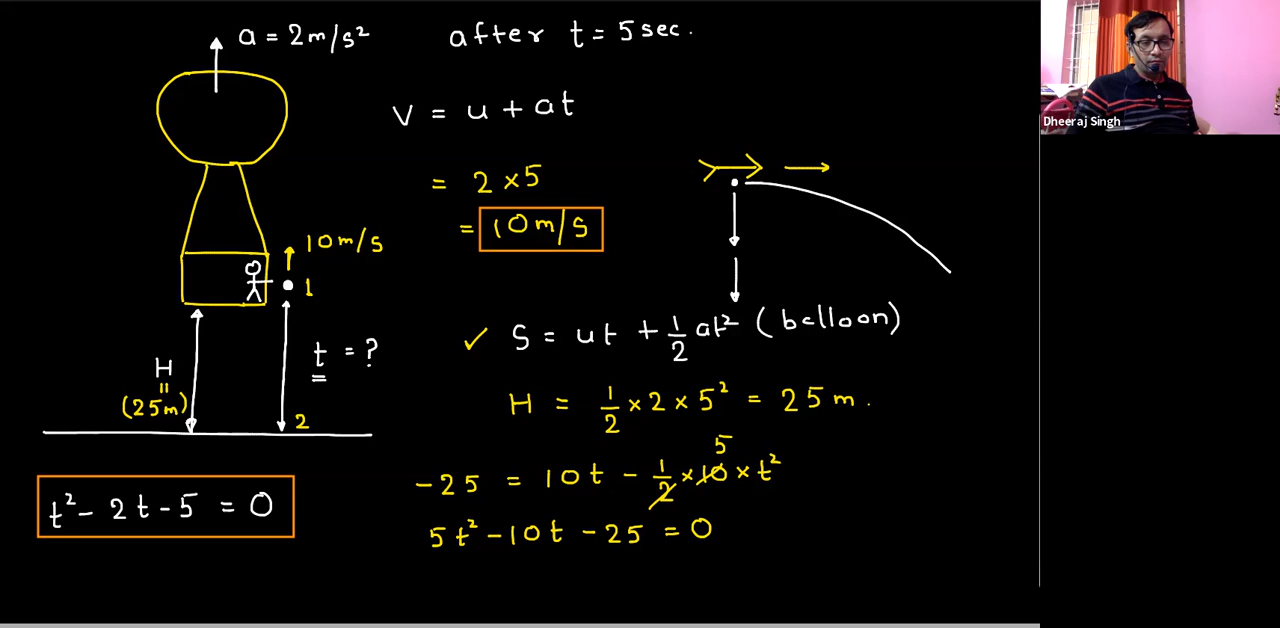 a = 2m/s² after t = 5 sec.
v = u + at
= 2 × 5
= 10m/s
10m/s
1
t = ?
H
=
(25m)
2
✓ S = ut + 1/2 at² (balloon)
H = 1/2 × 2 × 5² = 25 m.
5
-25 = 10t - 1/2 × 10 × t²
5t² - 10t - 25 = 0
t² - 2t - 5 = 0
Dheeraj Singh